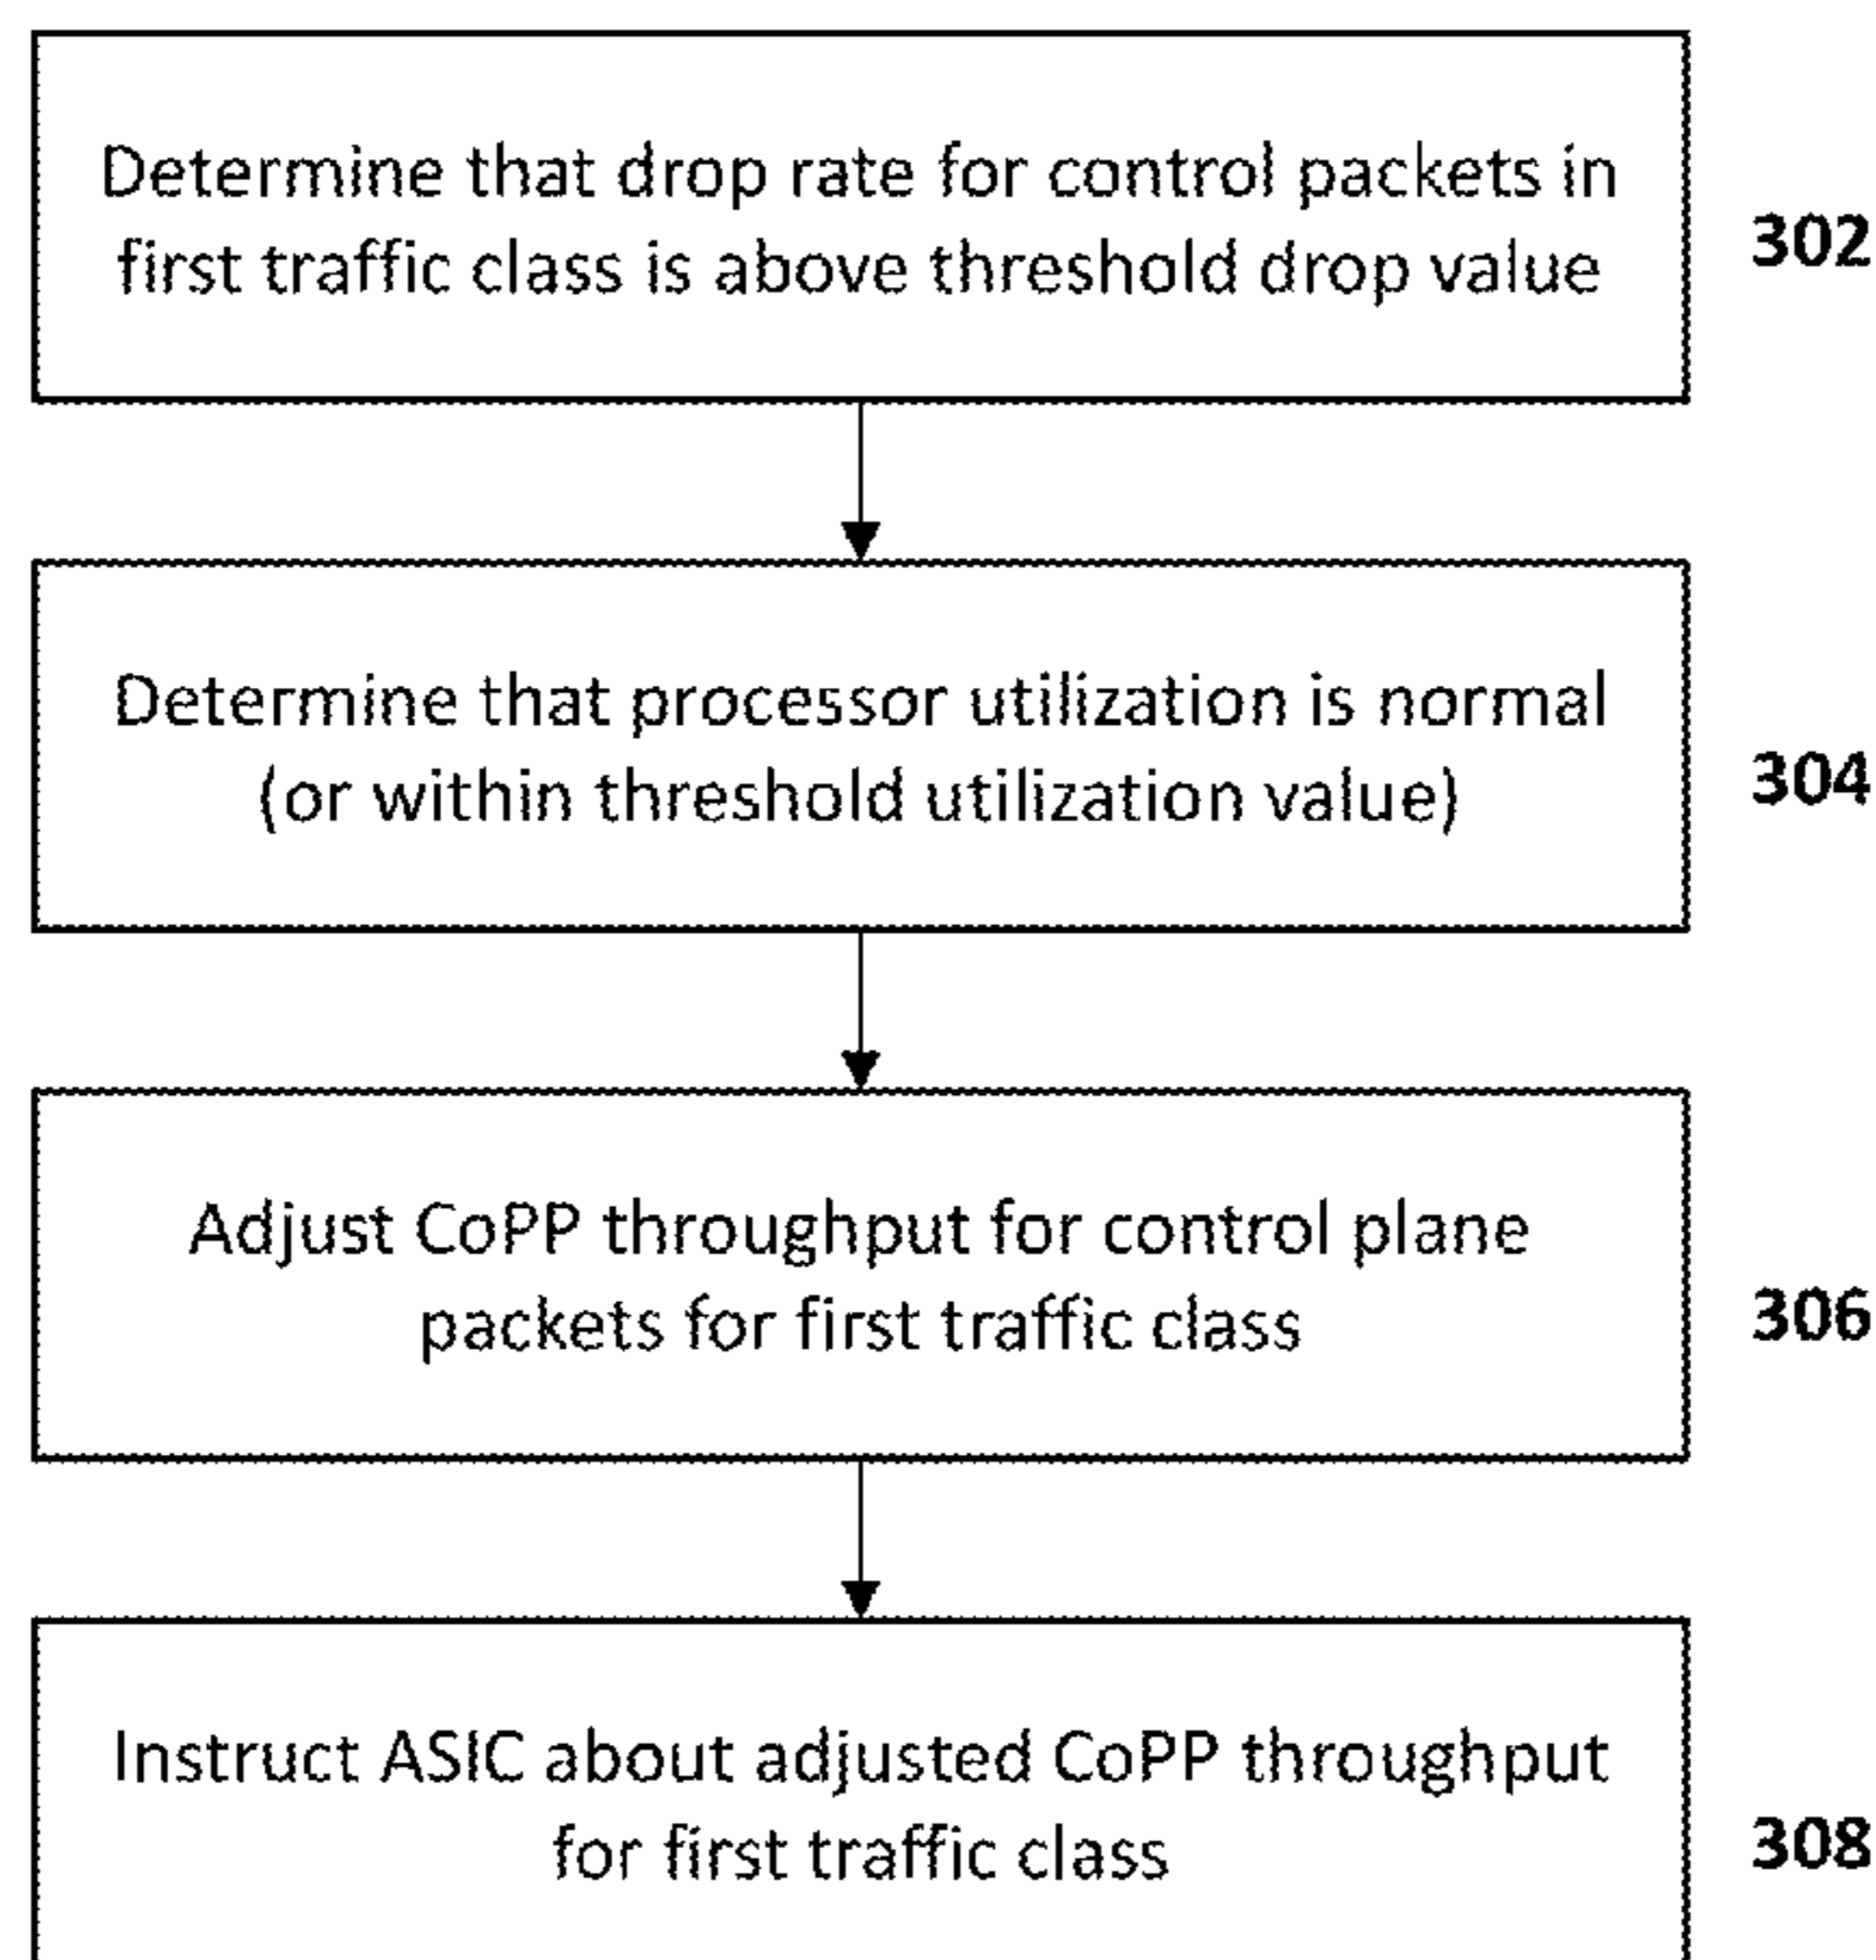 Determine that drop rate for control packets in
first traffic class is above threshold drop value
302
Determine that processor utilization is normal
(or within threshold utilization value)
304
Adjust CoPP throughput for control plane
packets for first traffic class
306
Instruct ASIC about adjusted CoPP throughput
for first traffic class
308